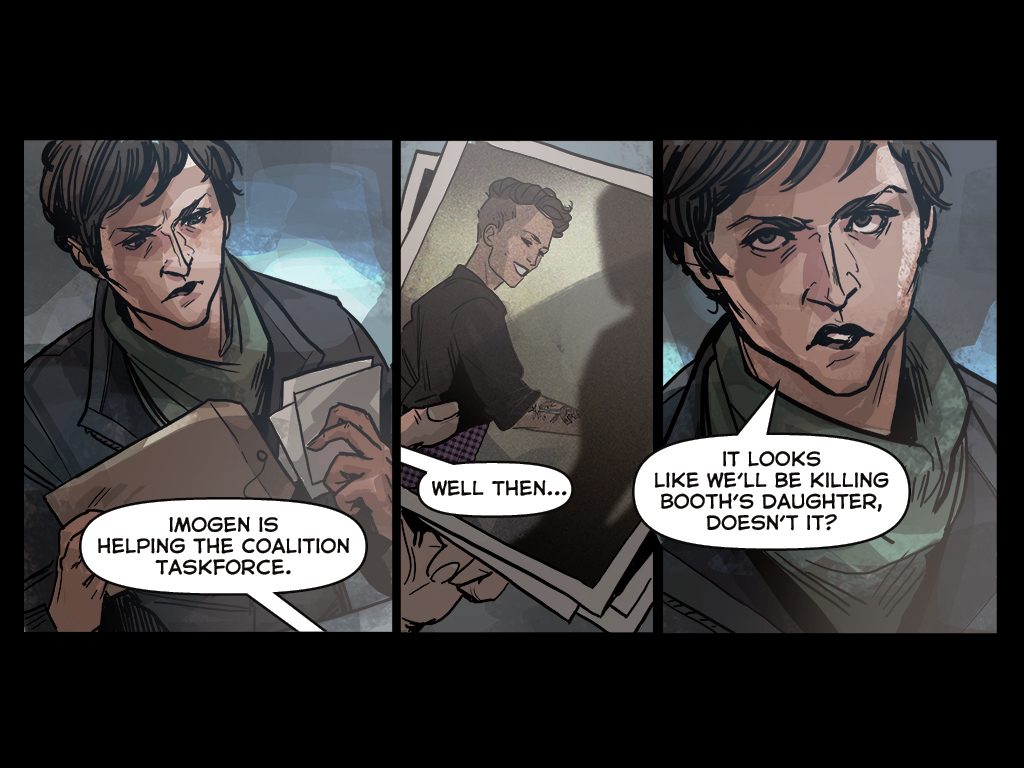 IMOGEN IS
HELPING THE COALITION
TASKFORCE.
WELL THEN...
IT LOOKS
LIKE WE'LL BE KILLING
BOOTH'S DAUGHTER,
DOESN'T IT?